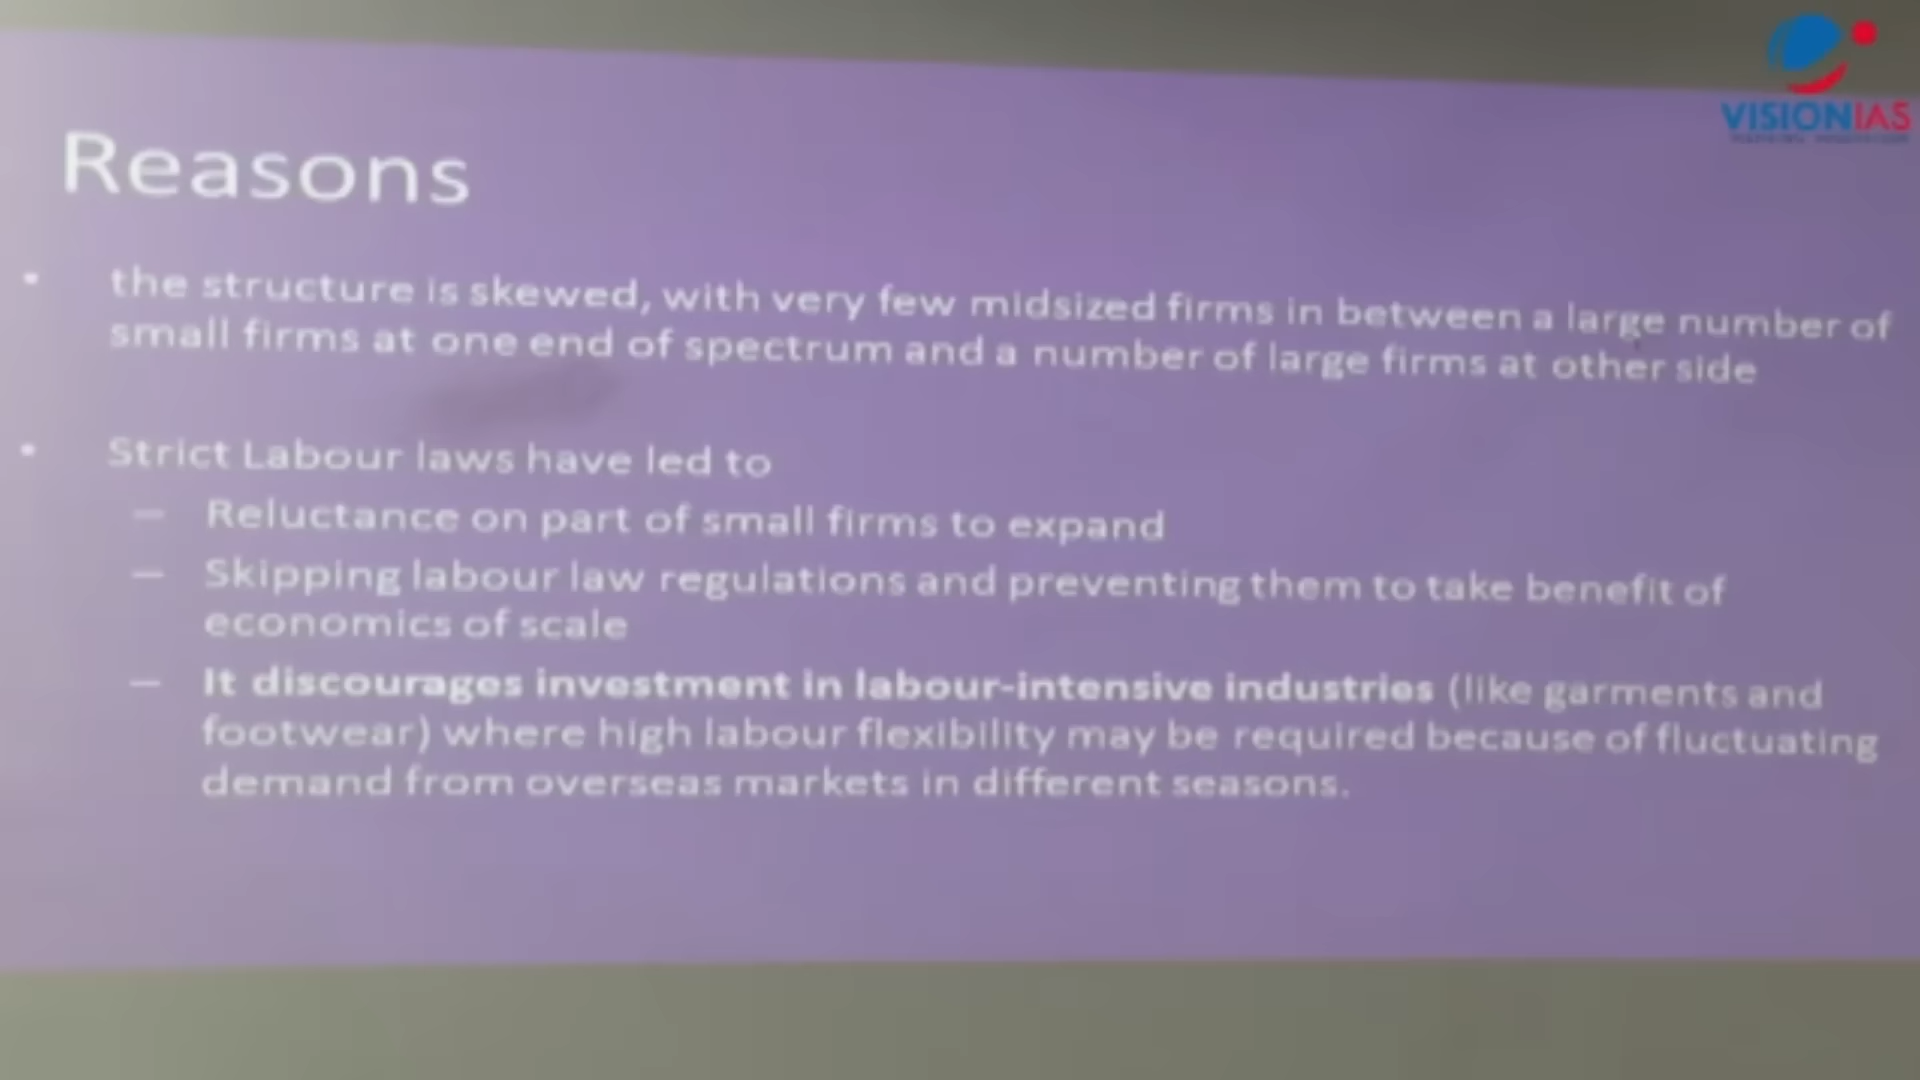 VISIONIAS
Reasons
• the structure is skewed, with very few midsized firms in between a large number of
small firms at one end of spectrum and a number of large firms at other side
• Strict Labour laws have led to
– Reluctance on part of small firms to expand
– Skipping labour law regulations and preventing them to take benefit of
economics of scale
– It discourages investment in labour-intensive industries (like garments and
footwear) where high labour flexibility may be required because of fluctuating
demand from overseas markets in different seasons.